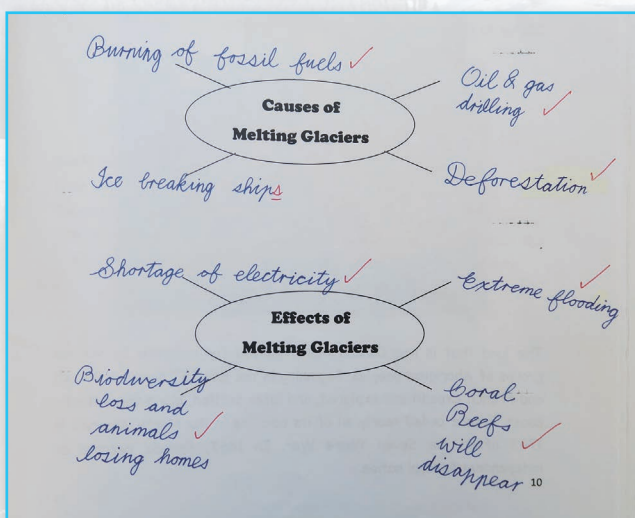 Burning of fossil fuels
Oil & gas
drilling
Causes of
Melting Glaciers
Ice breaking ships
Deforestation
Shortage of electricity
Extreme flooding
Effects of
Melting Glaciers
Biodiversity
loss and
animals
losing homes
Coral
Reefs
will
disappear
10